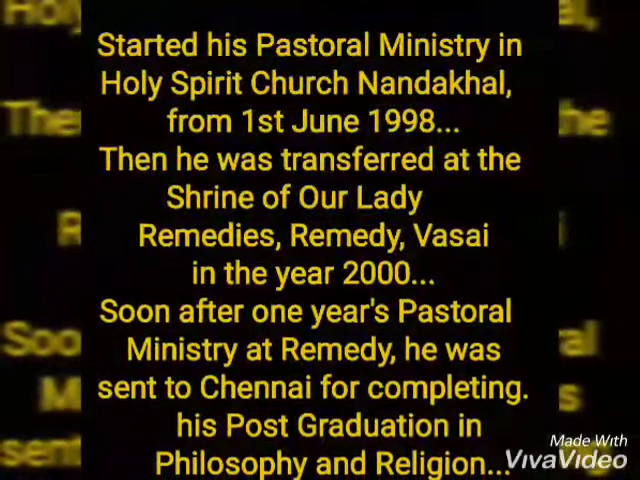 Started his Pastoral Ministry in
Holy Spirit Church Nandakhal,
from 1st June 1998...
Then he was transferred at the
Shrine of Our Lady
Remedies, Remedy, Vasai
in the year 2000...
Soon after one year's Pastoral
Ministry at Remedy, he was
sent to Chennai for completing.
his Post Graduation in
Philosophy and Religion...
Made With
VivaVideo